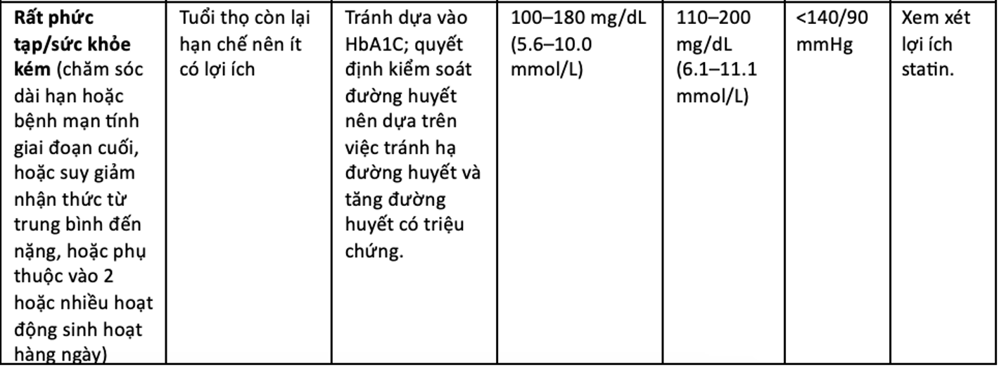 Rất phức
tạp/sức khỏe
kém (chăm sóc
dài hạn hoặc
bệnh mạn tính
giai đoạn cuối,
hoặc suy giảm
nhận thức từ
trung bình đến
nặng, hoặc phụ
thuộc vào 2
hoặc nhiều hoạt
động sinh hoạt
hàng ngày)
Tuổi thọ còn lại
hạn chế nên ít
có lợi ích
Tránh dựa vào
HbA1C; quyết
định kiểm soát
đường huyết
nên dựa trên
việc tránh hạ
đường huyết và
tăng đường
huyết có triệu
chứng.
100–180 mg/dL
(5.6–10.0
mmol/L)
110–200
mg/dL
(6.1–11.1
mmol/L)
<140/90
mmHg
Xem xét
lợi ích
statin.